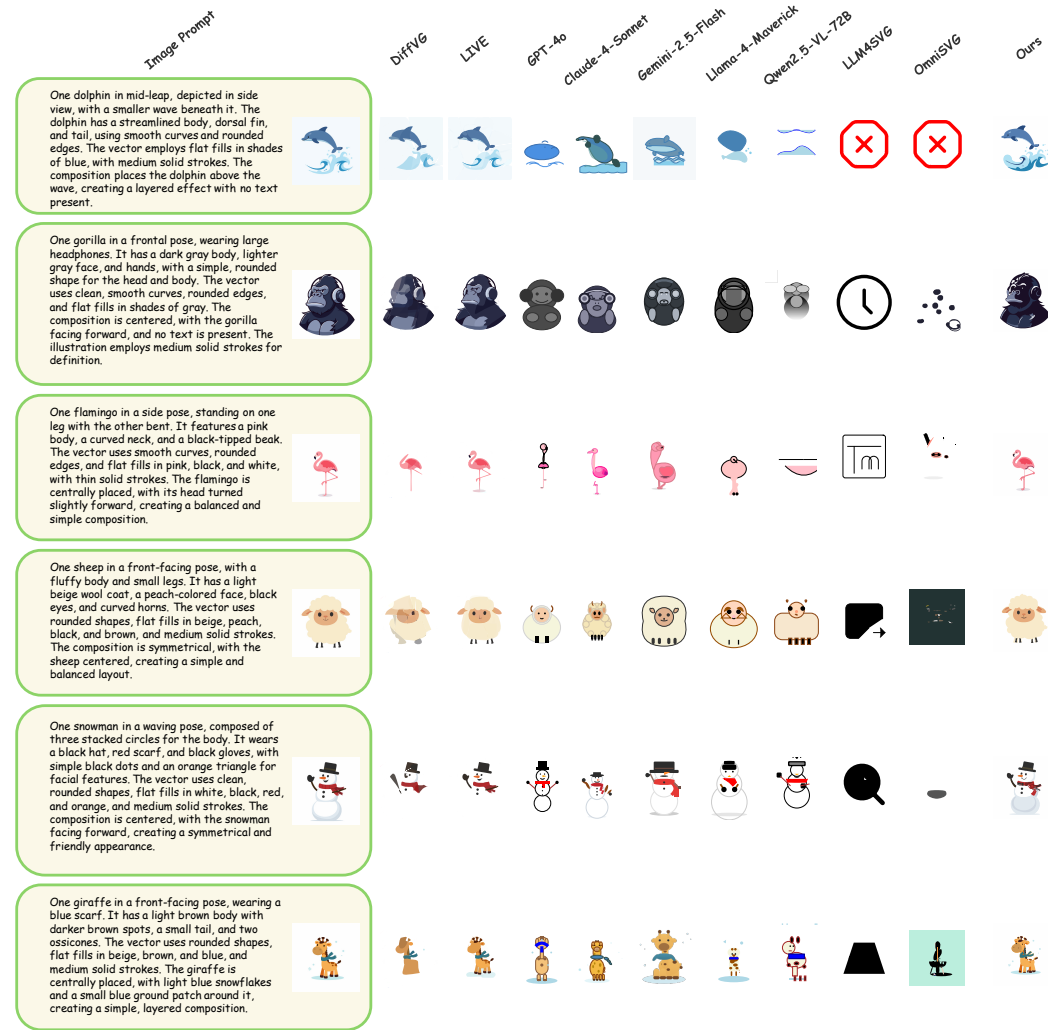 Image Prompt
DiffVG
LIVE
GPT-4o
Claude-4-Sonnet
Gemini-2.5-Flash
Llama-4-Maverick
Qwen2.5-VL-72B
LLM4SVG
OmniSVG
Ours
One dolphin in mid-leap, depicted in side
view, with a smaller wave beneath it. The
dolphin has a streamlined body, dorsal fin,
and tail, using smooth curves and rounded
edges. The vector employs flat fills in shades
of blue, with medium solid strokes. The
composition places the dolphin above the
wave, creating a layered effect with no text
present.
One gorilla in a frontal pose, wearing large
headphones. It has a dark gray body, lighter
gray face, and hands, with a simple, rounded
shape for the head and body. The vector
uses clean, smooth curves, rounded edges,
and flat fills in shades of gray. The
composition is centered, with the gorilla
facing forward, and no text is present. The
illustration employs medium solid strokes for
definition.
One flamingo in a side pose, standing on one
leg with the other bent. It features a pink
body, a curved neck, and a black-tipped beak.
The vector uses smooth curves, rounded
edges, and flat fills in pink, black, and white,
with thin solid strokes. The flamingo is
centrally placed, with its head turned
slightly forward, creating a balanced and
simple composition.
Tm
One sheep in a front-facing pose, with a
fluffy body and small legs. It has a light
beige wool coat, a peach-colored face, black
eyes, and curved horns. The vector uses
rounded shapes, flat fills in beige, peach,
black, and brown, and medium solid strokes.
The composition is symmetrical, with the
sheep centered, creating a simple and
balanced layout.
One snowman in a waving pose, composed of
three stacked circles for the body. It wears
a black hat, red scarf, and black gloves, with
simple black dots and an orange triangle for
facial features. The vector uses clean,
rounded shapes, flat fills in white, black, red,
and orange, and medium solid strokes. The
composition is centered, with the snowman
facing forward, creating a symmetrical and
friendly appearance.
One giraffe in a front-facing pose, wearing a
blue scarf. It has a light brown body with
darker brown spots, a small tail, and two
ossicones. The vector uses rounded shapes,
flat fills in beige, brown, and blue, and
medium solid strokes. The giraffe is
centrally placed, with light blue snowflakes
and a small blue ground patch around it,
creating a simple, layered composition.